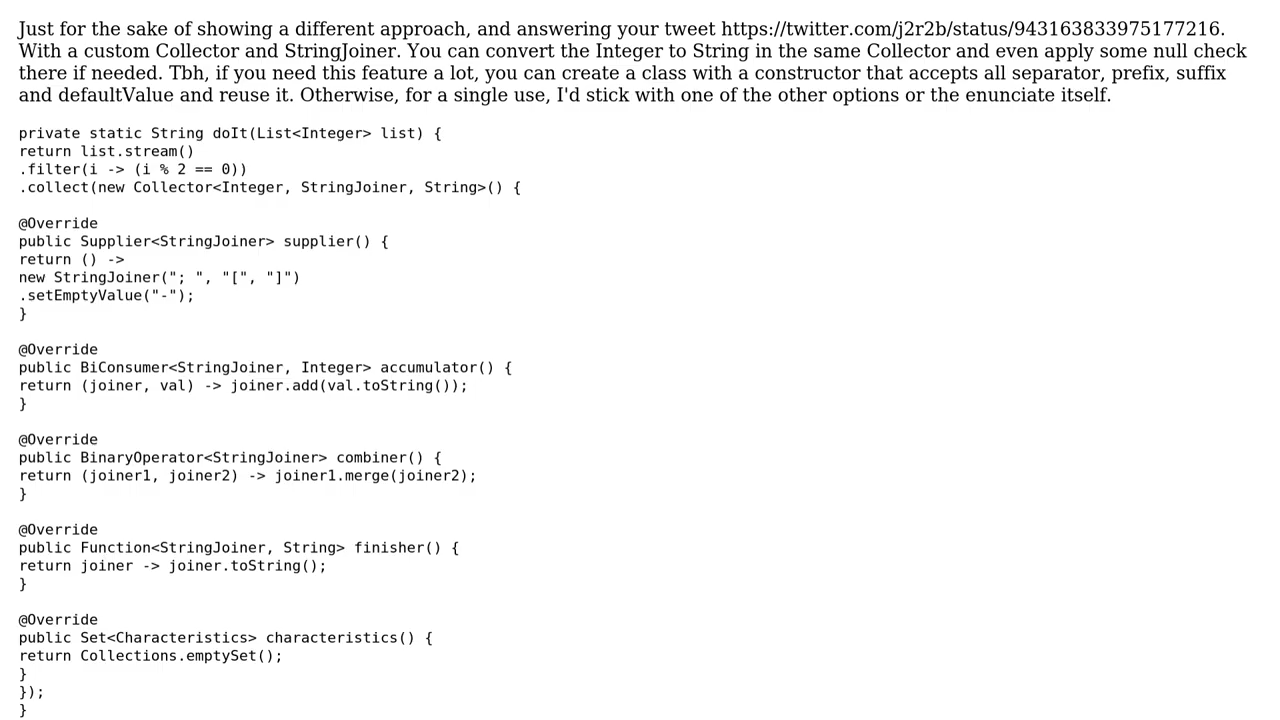 Just for the sake of showing a different approach, and answering your tweet https://twitter.com/j2r2b/status/943163833975177216.
With a custom Collector and StringJoiner. You can convert the Integer to String in the same Collector and even apply some null check
there if needed. Tbh, if you need this feature a lot, you can create a class with a constructor that accepts all separator, prefix, suffix
and defaultValue and reuse it. Otherwise, for a single use, I'd stick with one of the other options or the enunciate itself.
private static String doIt(List<Integer> list) {
return list.stream()
.filter(i -> (i % 2 == 0))
.collect(new Collector<Integer, StringJoiner, String>() {
@Override
public Supplier<StringJoiner> supplier() {
return () ->
new StringJoiner("; ", "[", "]")
.setEmptyValue("-");
}
@Override
public BiConsumer<StringJoiner, Integer> accumulator() {
return (joiner, val) -> joiner.add(val.toString());
}
@Override
public BinaryOperator<StringJoiner> combiner() {
return (joiner1, joiner2) -> joiner1.merge(joiner2);
}
@Override
public Function<StringJoiner, String> finisher() {
return joiner -> joiner.toString();
}
@Override
public Set<Characteristics> characteristics() {
return Collections.emptySet();
}
});
}